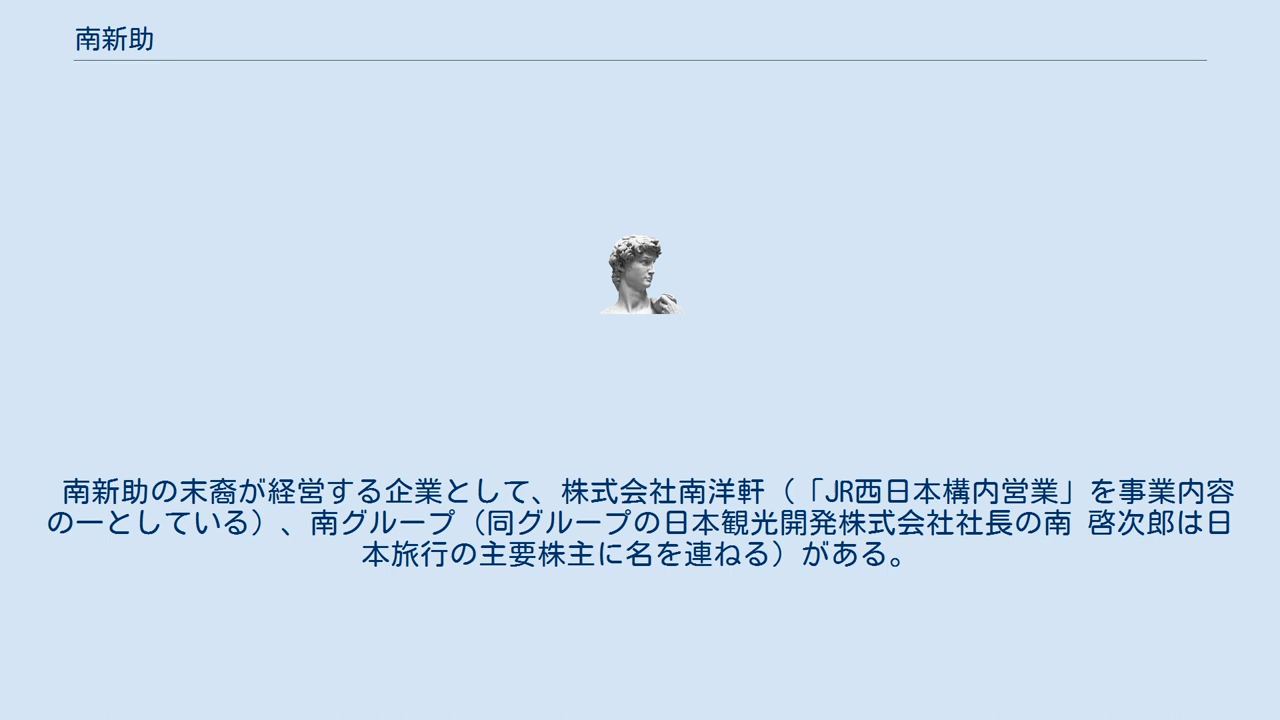 南新助
南新助の末裔が経営する企業として、株式会社南洋軒（「JR西日本構内営業」を事業内容
の一としている）、南グループ（同グループの日本観光開発株式会社社長の南 啓次郎は日
本旅行の主要株主に名を連ねる）がある。